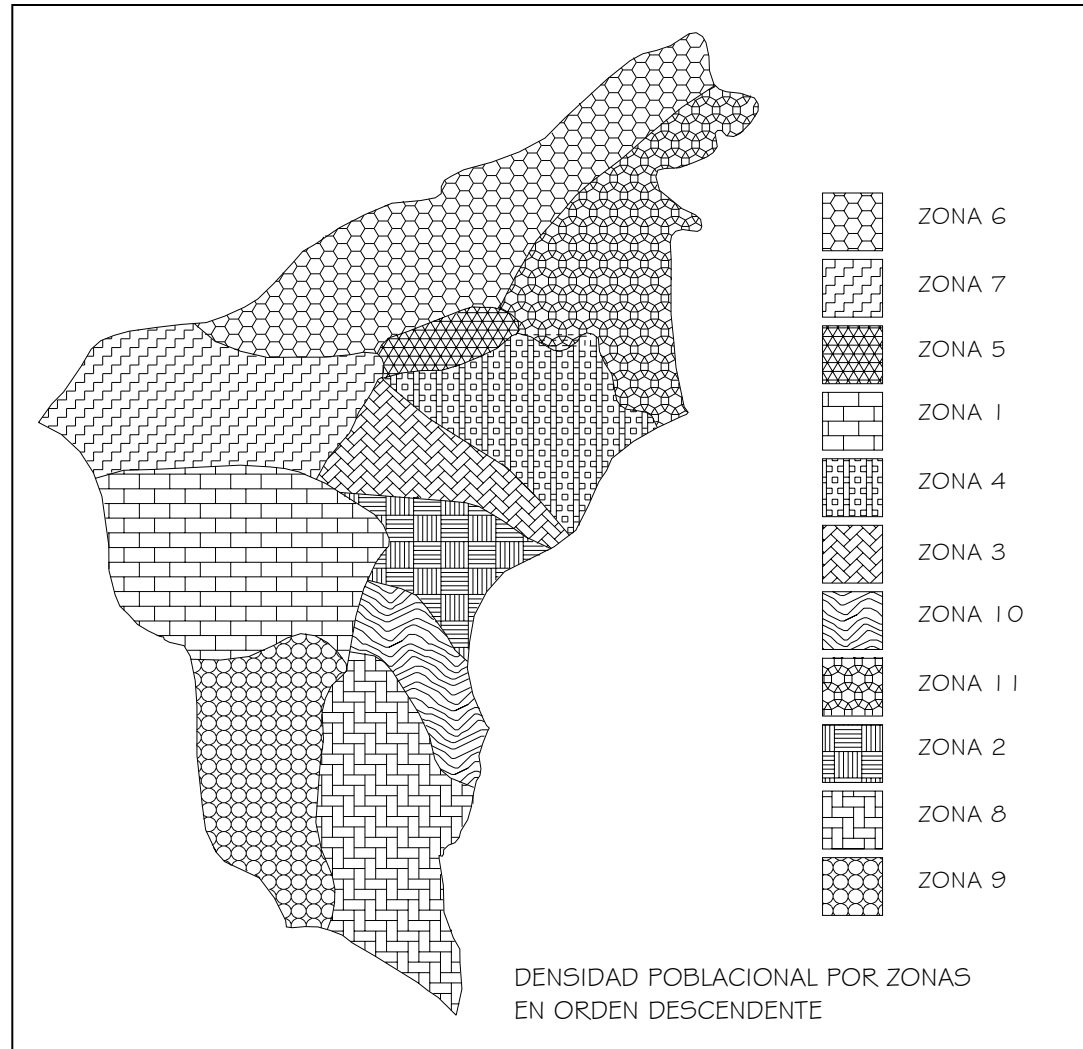 ZONA 6
ZONA 7
ZONA 5
ZONA 1
ZONA 4
ZONA 3
ZONA 10
ZONA 11
ZONA 2
ZONA 8
ZONA 9
DENSIDAD POBLACIONAL POR ZONAS
EN ORDEN DESCENDENTE